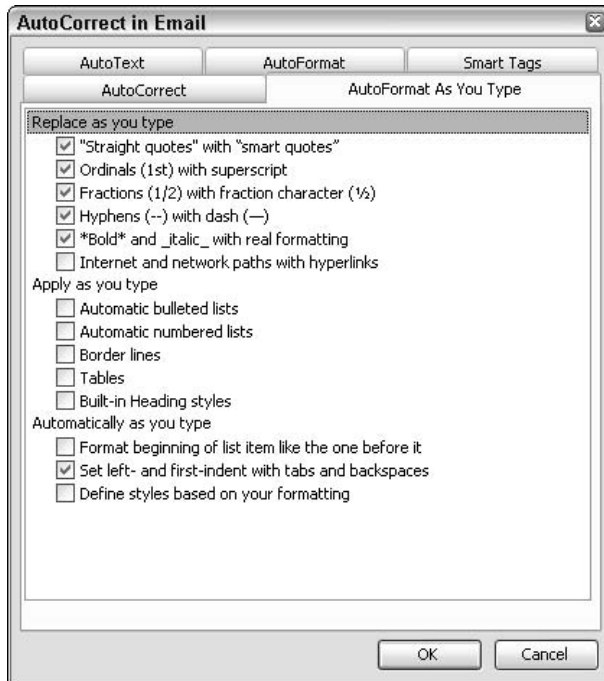 AutoCorrect in Email
AutoText
AutoFormat
Smart Tags
AutoCorrect
AutoFormat As You Type
Replace as you type
"Straight quotes" with “smart quotes”
Ordinals (1st) with superscript
Fractions (1/2) with fraction character (½)
Hyphens (--) with dash (—)
*Bold* and _italic_ with real formatting
Internet and network paths with hyperlinks
Apply as you type
Automatic bulleted lists
Automatic numbered lists
Border lines
Tables
Built-in Heading styles
Automatically as you type
Format beginning of list item like the one before it
Set left- and first-indent with tabs and backspaces
Define styles based on your formatting
OK
Cancel